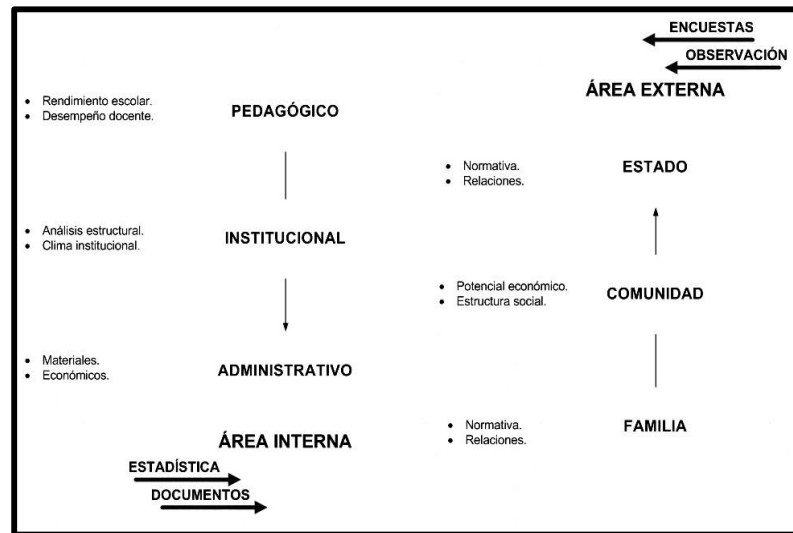 ENCUESTAS
OBSERVACIÓN
ÁREA EXTERNA
• Rendimiento escolar.
• Desempeño docente.
PEDAGÓGICO
• Normativa.
• Relaciones.
ESTADO
• Análisis estructural.
• Clima institucional.
INSTITUCIONAL
• Potencial económico.
• Estructura social.
COMUNIDAD
• Materiales.
• Económicos.
ADMINISTRATIVO
• Normativa.
• Relaciones.
FAMILIA
ÁREA INTERNA
ESTADÍSTICA
DOCUMENTOS